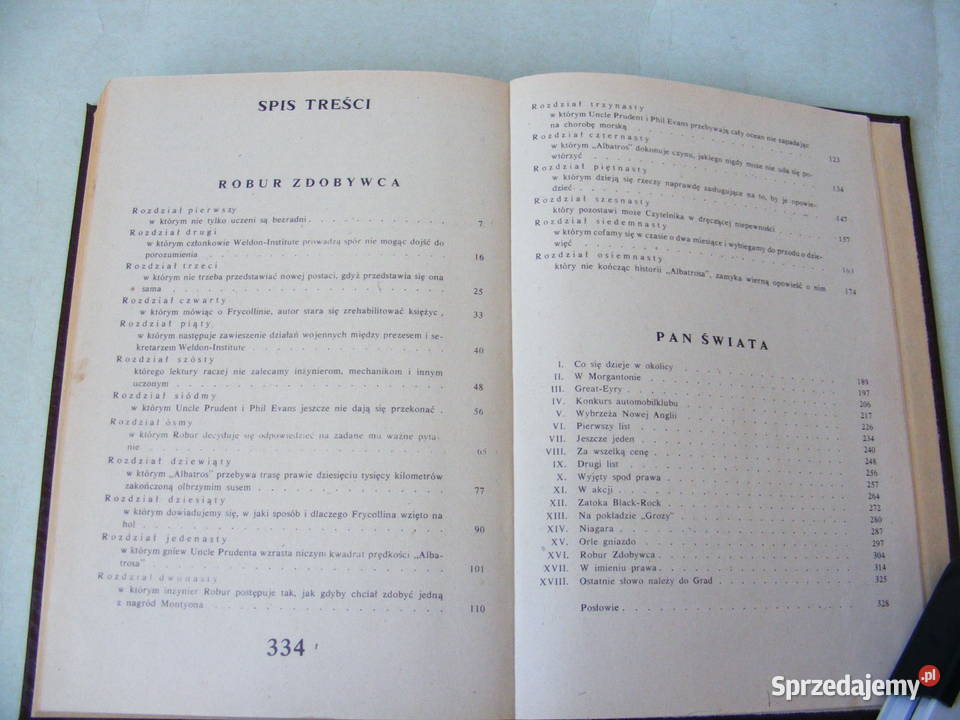 SPIS TREŚCI
ROBUR ZDOBYWCA
Rozdział pierwszy
w którym nie tylko uczeni są bezradni . . . . . . . . . 7
Rozdział drugi
w którym członkowie Weldon-Institute prowadzą spór nie mogąc dojść do
porozumienia . . . . . . . . . 16
Rozdział trzeci
w którym nie trzeba przedstawiać nowej postaci, gdyż przedstawia się ona
sama . . . . . . . . . 25
Rozdział czwarty
w którym mówiąc o Frycollinie, autor stara się zrehabilitować księżyc , 33
Rozdział piąty
w którym następuje zawieszenie działań wojennych między prezesem i se-
kretarzem Weldon-Institute . . . . . . . . . 40
Rozdział szósty
którego lektury raczej nie zalecamy inżynierom, mechanikom i innym
uczonym . . . . . . . . . 48
Rozdział siódmy
w którym Uncle Prudent i Phil Evans jeszcze nie dają się przekonać . 56
Rozdział ósmy
w którym Robur decyduje się odpowiedzieć na zadane mu ważne pyta-
nie . . . . . . . . . 65
Rozdział dziewiąty
w którym „Albatros" przebywa trasę prawie dziesięciu tysięcy kilometrów
zakończoną olbrzymim susem . . . . . . . . . 77
Rozdział dziesiąty
w którym dowiadujemy się, w jaki sposób i dlaczego Frycollina wzięto na
hol . . . . . . . . . 90
Rozdział jedenasty
w którym gniew Uncle Prudenta wzrasta niczym kwadrat prędkości „Alba-
trosa" . . . . . . . . . 101
Rozdział dwonasty
w którym inżynier Robur postępuje tak, jak gdyby chciał zdobyć jedną
z nagród Montyona . . . . . . . . . 110
334
Rozdział trzynasty
w którym Uncle Prudent i Phil Evans przebywają cały ocean nie zapadając
na chorobę morską . . . . . . . . . 123
Rozdział czternasty
w którym „Albatros" dokonuje czynu, jakiego nigdy może nie uda się po-
wtórzyć . . . . . . . . . 134
Rozdział piętnasty
w którym dzieją się rzeczy naprawdę zasługujące na to, by je opowie-
dzieć . . . . . . . . . 147
Rozdział szesnasty
który pozostawi może Czytelnika w dręczącej niepewności . . . 157
Rozdział siedemnasty
w którym cofamy się w czasie o dwa miesiące i wybiegamy do przodu o dzie-
więć . . . . . . . . . 163
Rozdział osiemnasty
który nie kończąc historii „Albatrosa", zamyka wierną opowieść o nim 174
PAN ŚWIATA
I. Co się dzieje w okolicy
II. W Morgantonie . . . . . . . . . 189
III. Great-Eyry . . . . . . . . . 197
IV. Konkurs automobilklubu . . . . . . . . . 206
V. Wybrzeża Nowej Anglii . . . . . . . . . 217
VI. Pierwszy list . . . . . . . . . 226
VII. Jeszcze jeden . . . . . . . . . 234
VIII. Za wszelką cenę . . . . . . . . . 240
IX. Drugi list . . . . . . . . . 248
X. Wyjęty spod prawa . . . . . . . . . 256
XI. W akcji . . . . . . . . . 257
XII. Zatoka Black-Rock . . . . . . . . . 264
XIII. Na pokładzie „Grozy" . . . . . . . . . 272
XIV. Niagara . . . . . . . . . 280
XV. Orle gniazdo . . . . . . . . . 287
XVI. Robur Zdobywca . . . . . . . . . 297
XVII. W imieniu prawa . . . . . . . . . 304
XVIII. Ostatnie słowo należy do Grad . . . . . . . . . 314
325
Posłowie . . . . . . . . . 328
Sprzedajemy.pl